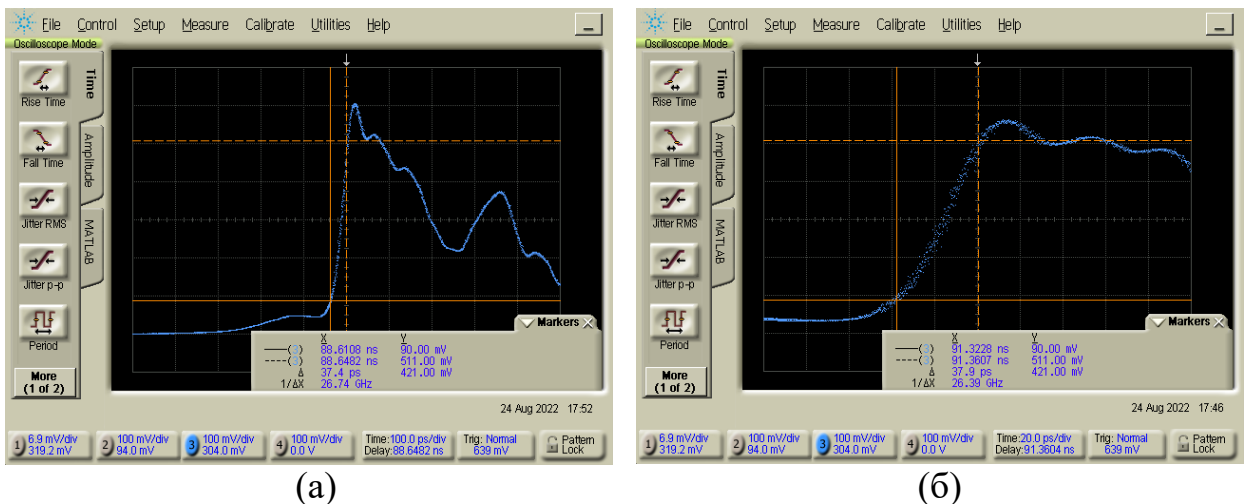 File Control Setup Measure Calibrate Utilities Help
Oscilloscope Mode
Rise Time
Fall Time
Jitter RMS
Jitter p-p
Period
More
(1 of 2)
Time
Amplitude
MATLAB
Markers
X Y
(3) 88.6108 ns 90.00 mV
(3) 88.6482 ns 511.00 mV
Δ 37.4 ps 421.00 mV
1/ΔX 26.74 GHz
24 Aug 2022 17:52
1) 6.9 mV/div 2) 100 mV/div 3) 100 mV/div 4) 100 mV/div Time:100.0 ps/div Trig: Normal Pattern
319.2 mV 94.0 mV 304.0 mV 0.0 V Delay:88.6482 ns 639 mV Lock
(а)
File Control Setup Measure Calibrate Utilities Help
Oscilloscope Mode
Rise Time
Fall Time
Jitter RMS
Jitter p-p
Period
More
(1 of 2)
Time
Amplitude
MATLAB
Markers
X Y
(3) 91.3228 ns 90.00 mV
(3) 91.3607 ns 511.00 mV
Δ 37.9 ps 421.00 mV
1/ΔX 26.39 GHz
24 Aug 2022 17:46
1) 6.9 mV/div 2) 100 mV/div 3) 100 mV/div 4) 100 mV/div Time:20.0 ps/div Trig: Normal Pattern
319.2 mV 94.0 mV 304.0 mV 0.0 V Delay:91.3604 ns 639 mV Lock
(б)